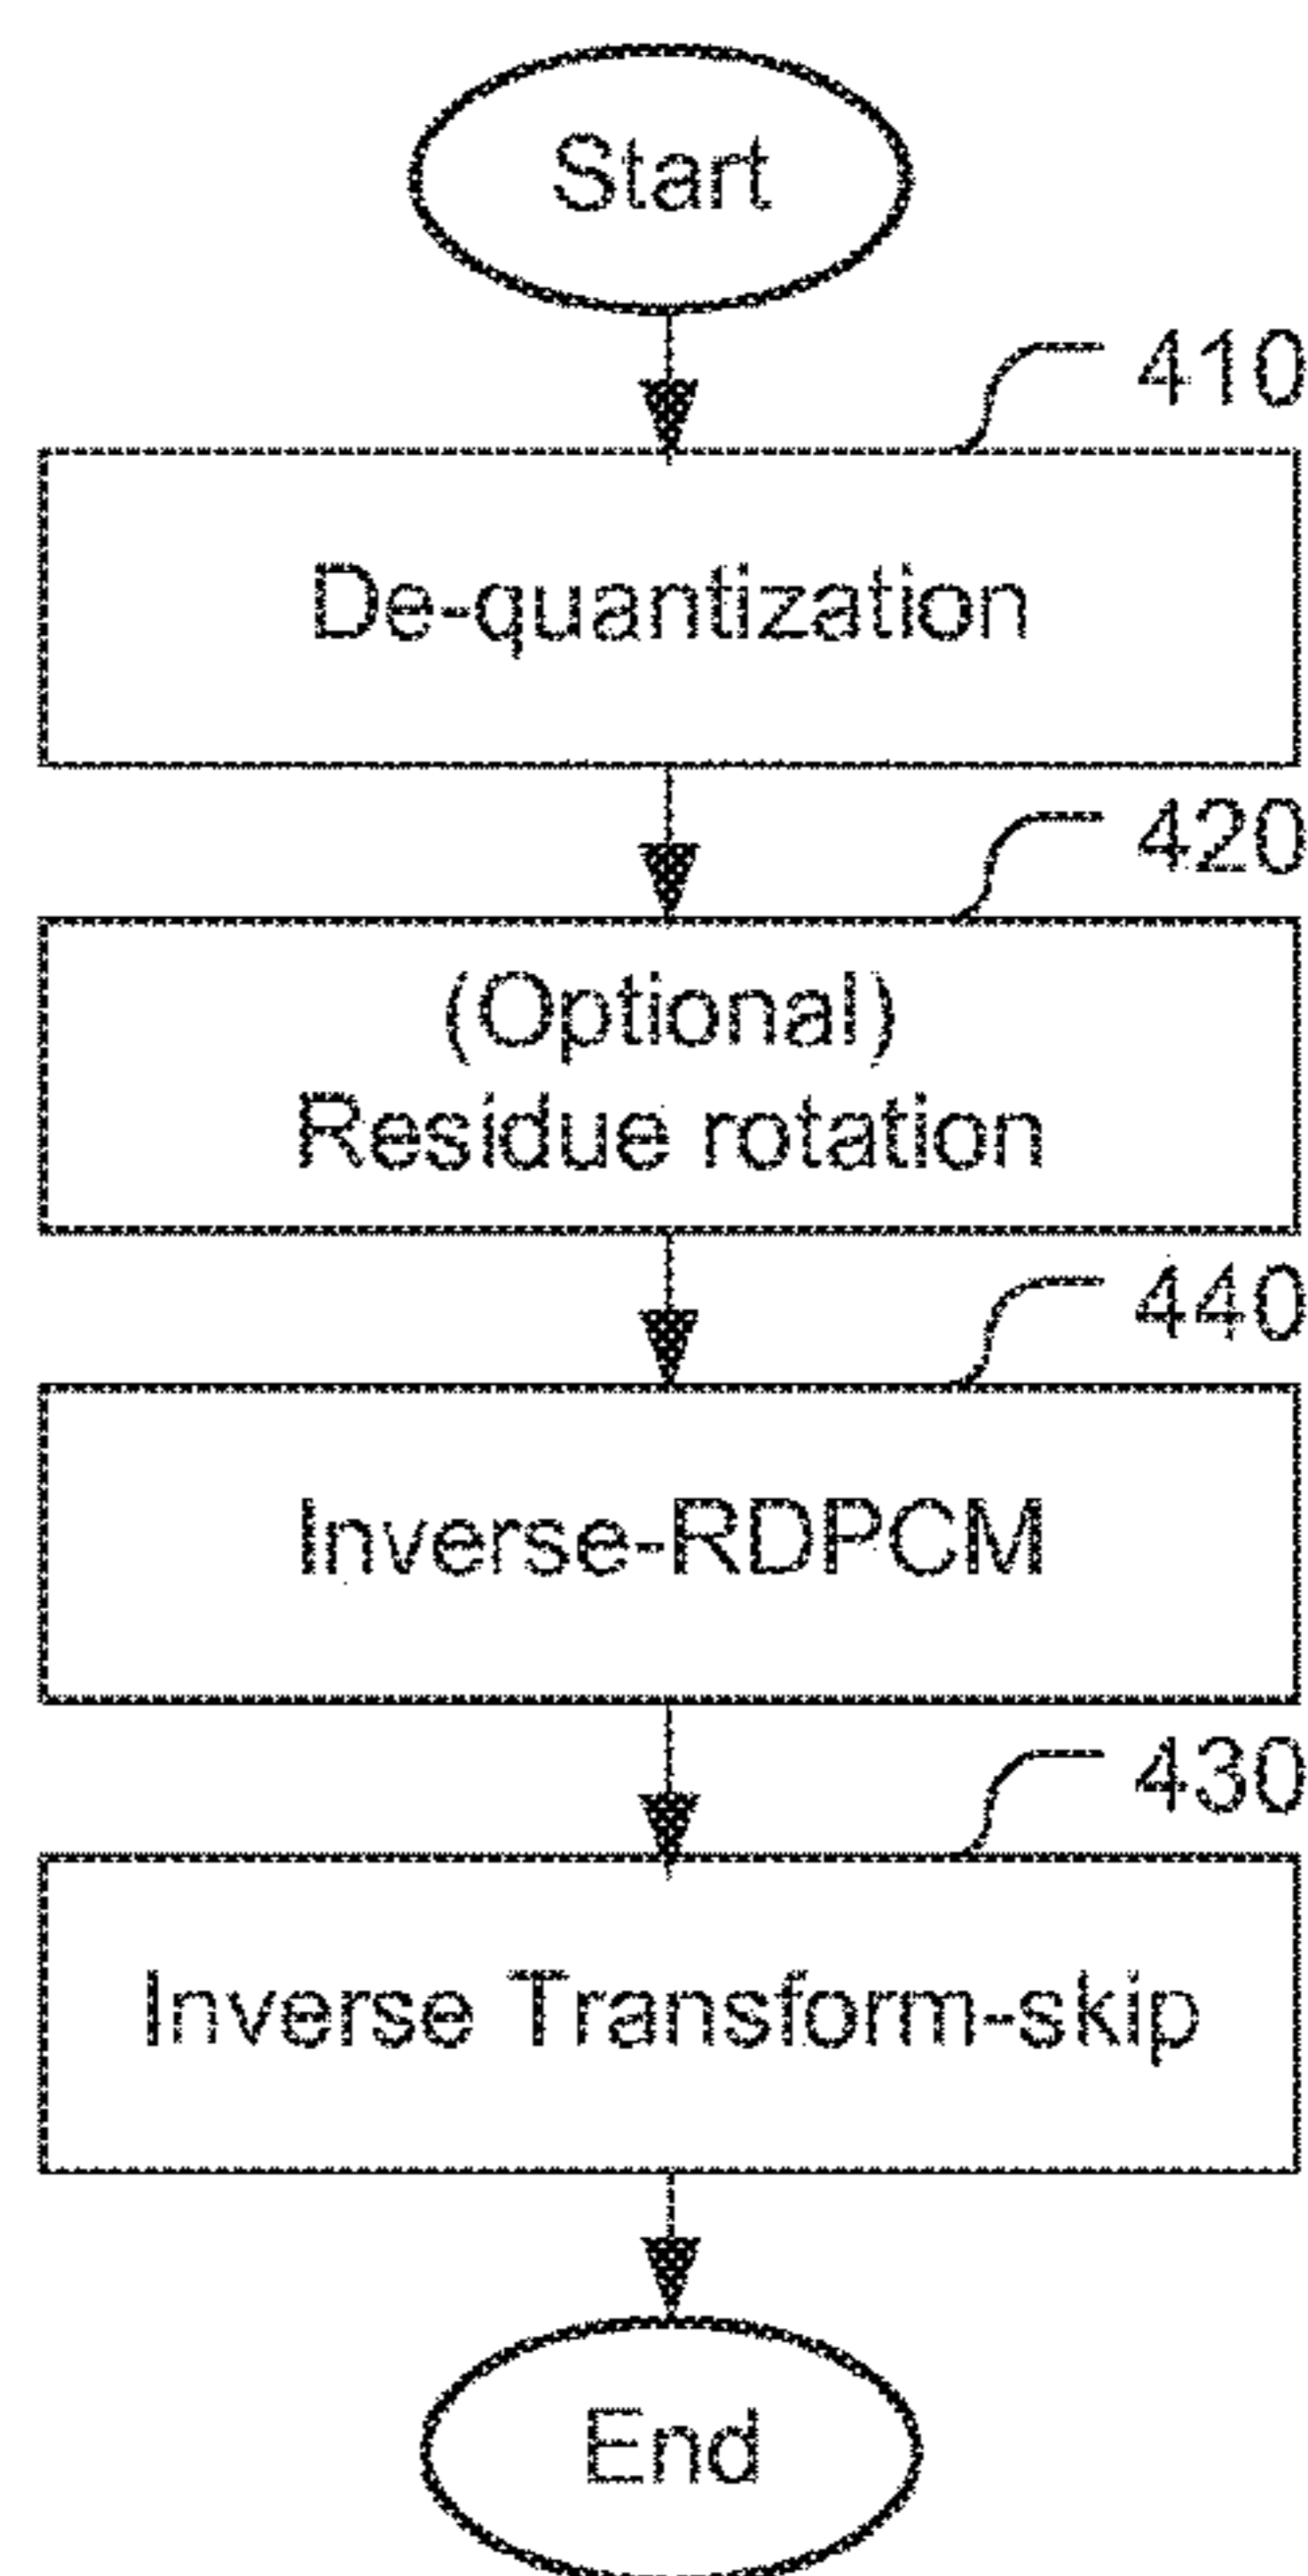 Start
410
De-quantization
420
(Optional)
Residue rotation
440
Inverse-RDPCM
430
Inverse Transform-skip
End